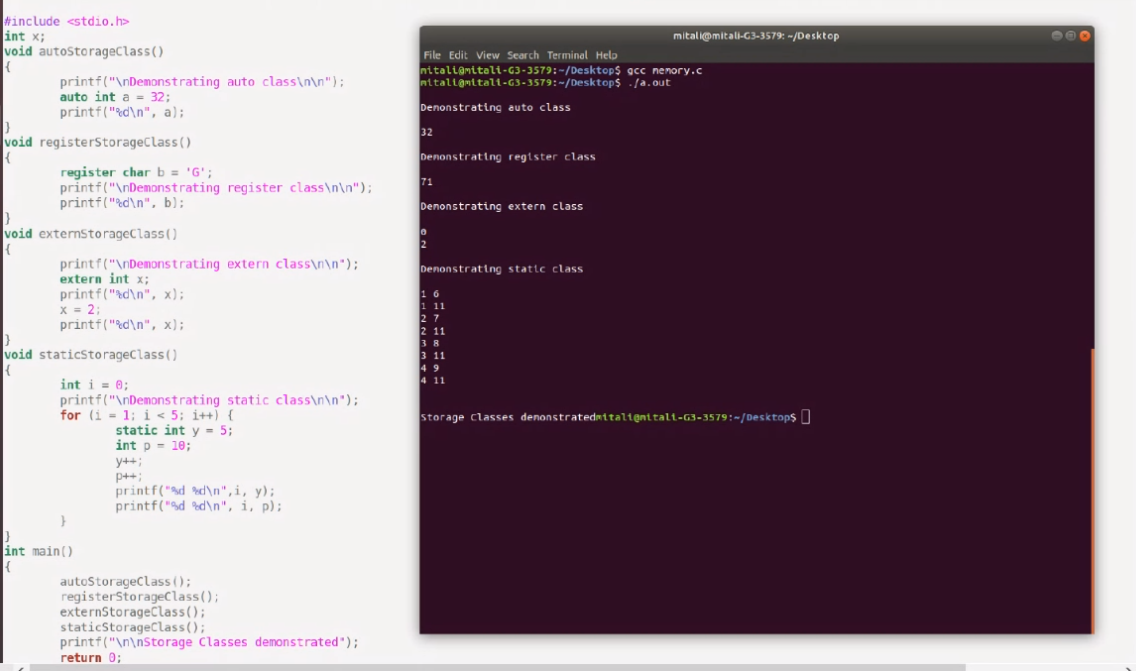 #include <stdio.h>
int x;
void autoStorageClass()
{
printf("\nDemonstrating auto class\n\n");
auto int a = 32;
printf("%d\n", a);
}
void registerStorageClass()
{
register char b = 'G';
printf("\nDemonstrating register class\n\n");
printf("%d\n", b);
}
void externStorageClass()
{
printf("\nDemonstrating extern class\n\n");
extern int x;
printf("%d\n", x);
x = 2;
printf("%d\n", x);
}
void staticStorageClass()
{
int i = 0;
printf("\nDemonstrating static class\n\n");
for (i = 1; i < 5; i++) {
static int y = 5;
int p = 10;
y++;
p++;
printf("%d %d\n",i, y);
printf("%d %d\n", i, p);
}
}
int main()
{
autoStorageClass();
registerStorageClass();
externStorageClass();
staticStorageClass();
printf("\n\nStorage Classes demonstrated");
return 0;
mitali@mitali-G3-3579: ~/Desktop
File Edit View Search Terminal Help
mitali@mitali-G3-3579:~/Desktop$ gcc memory.c
mitali@mitali-G3-3579:~/Desktop$ ./a.out
Demonstrating auto class
32
Demonstrating register class
71
Demonstrating extern class
0
2
Demonstrating static class
1 6
1 11
2 7
2 11
3 8
3 11
4 9
4 11
Storage Classes demonstratedmitali@mitali-G3-3579:~/Desktop$